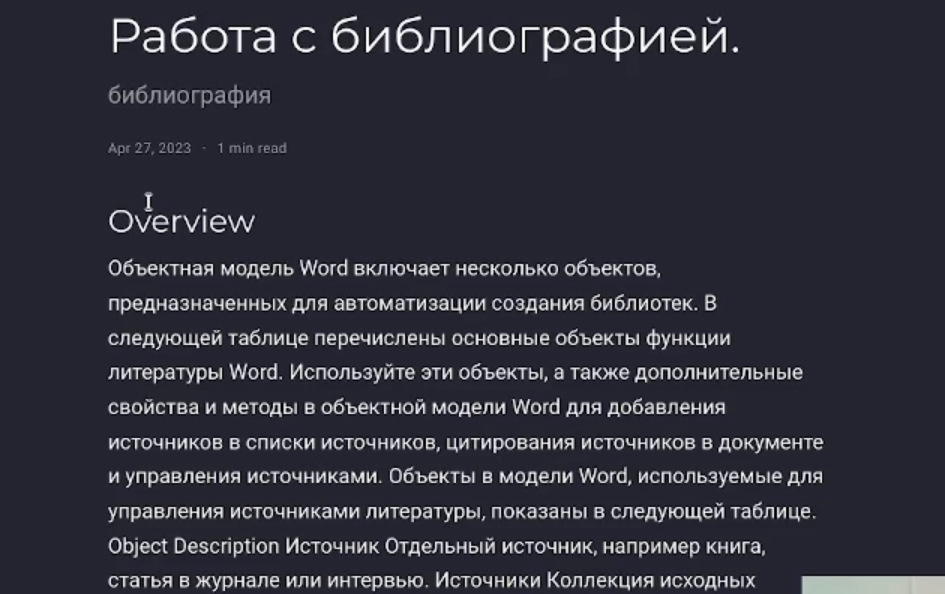 Работа с библиографией.
библиография
Apr 27, 2023 · 1 min read
Overview
Объектная модель Word включает несколько объектов,
предназначенных для автоматизации создания библиотек. В
следующей таблице перечислены основные объекты функции
литературы Word. Используйте эти объекты, а также дополнительные
свойства и методы в объектной модели Word для добавления
источников в списки источников, цитирования источников в документе
и управления источниками. Объекты в модели Word, используемые для
управления источниками литературы, показаны в следующей таблице.
Object Description Источник Отдельный источник, например книга,
статья в журнале или интервью. Источники Коллекция исходных